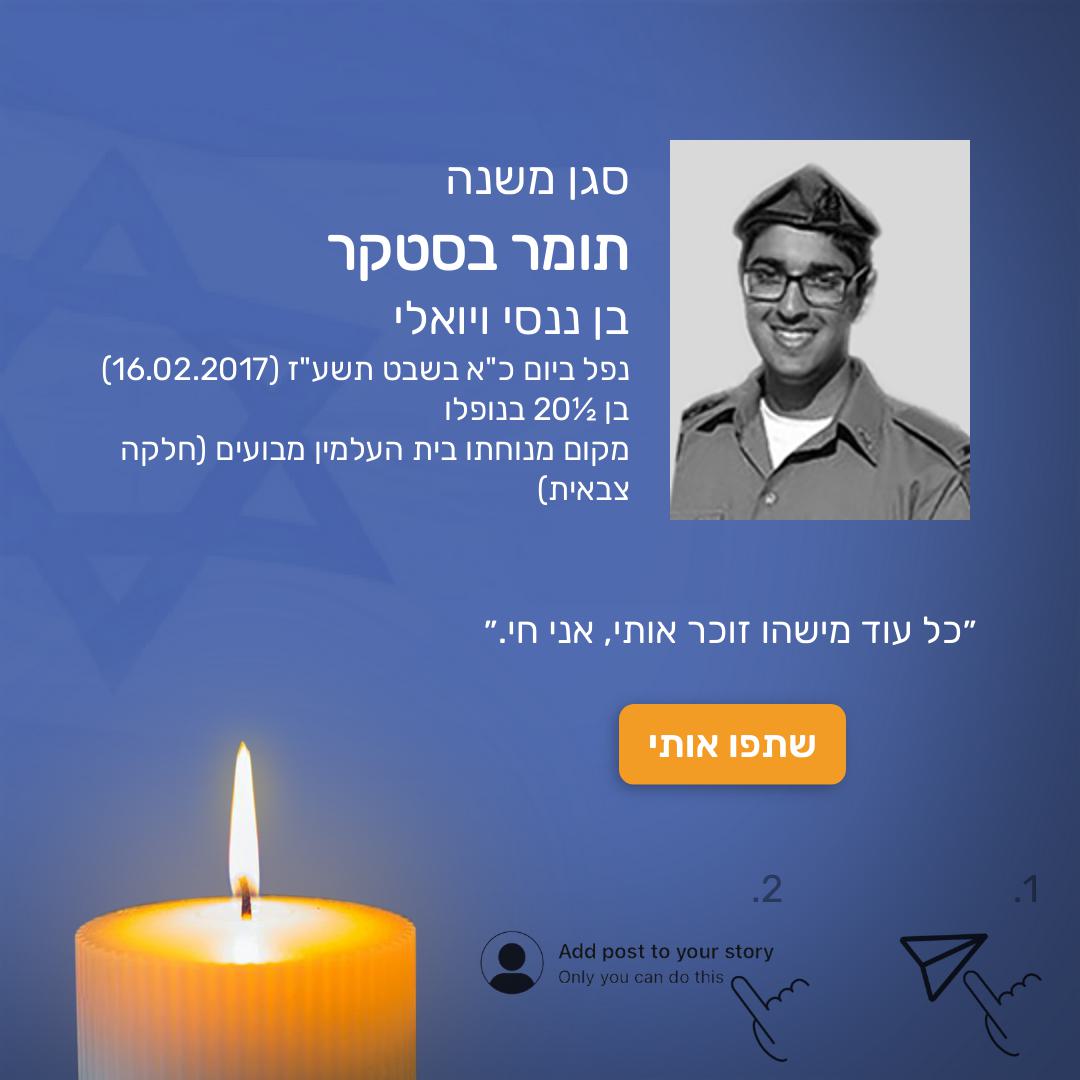 סגן משנה
תומר בסטקר
בן ננסי ויואלי
נפל ביום כ"א בשבט תשע"ז (16.02.2017)
בן 20½ בנופלו
מקום מנוחתו בית העלמין מבועים (חלקה
צבאית)
״כל עוד מישהו זוכר אותי, אני חי.״
שתפו אותי
1.
2.
Add post to your story
Only you can do this